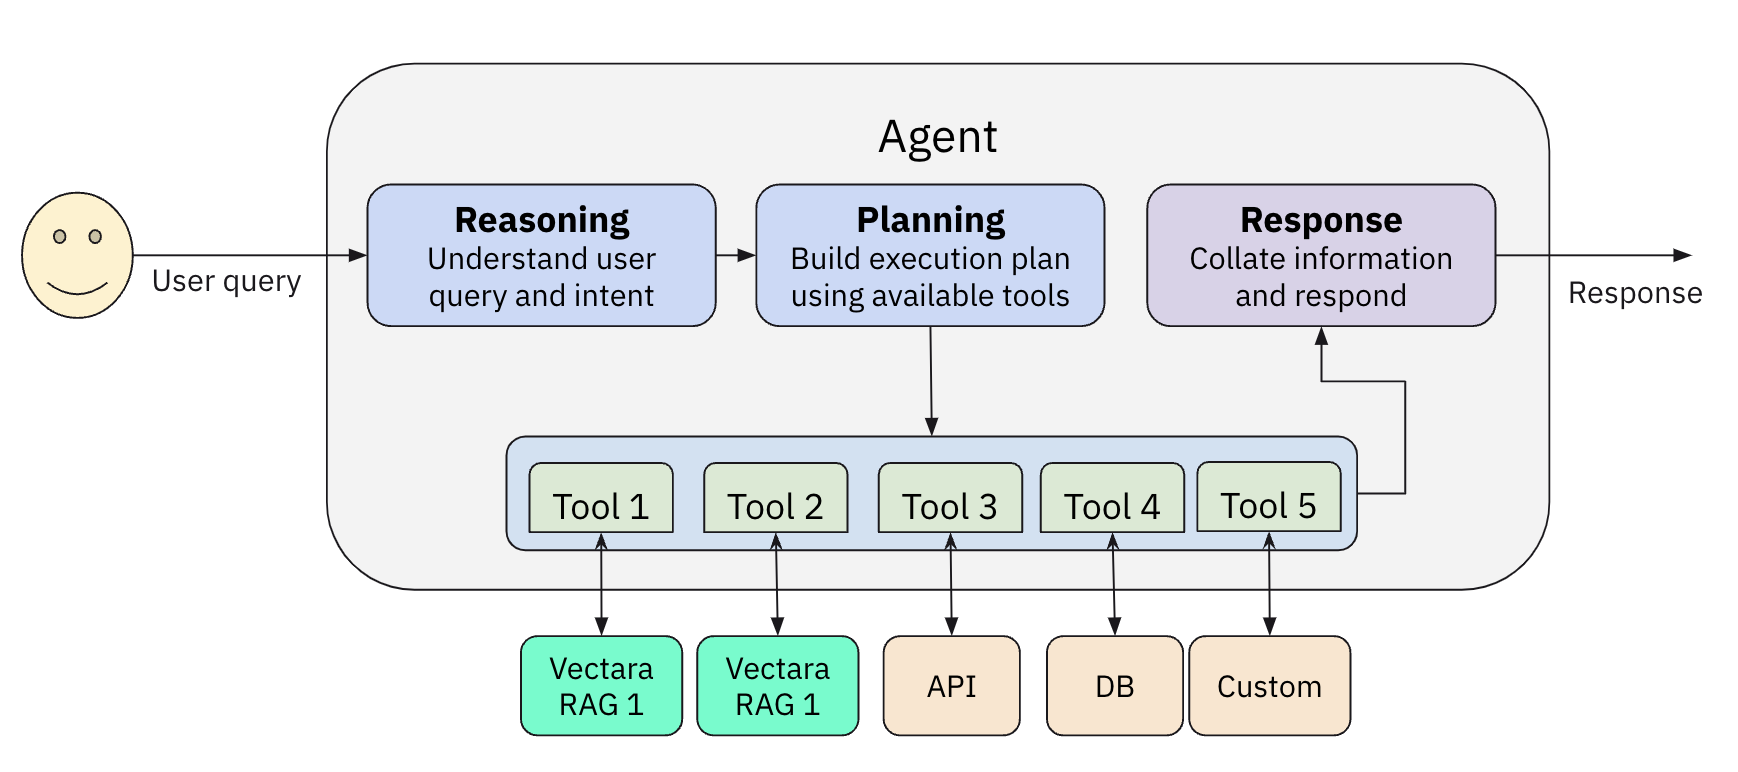 Agent
User query
Reasoning
Understand user
query and intent
Planning
Build execution plan
using available tools
Response
Collate information
and respond
Response
Tool 1
Tool 2
Tool 3
Tool 4
Tool 5
Vectara
RAG 1
Vectara
RAG 1
API
DB
Custom